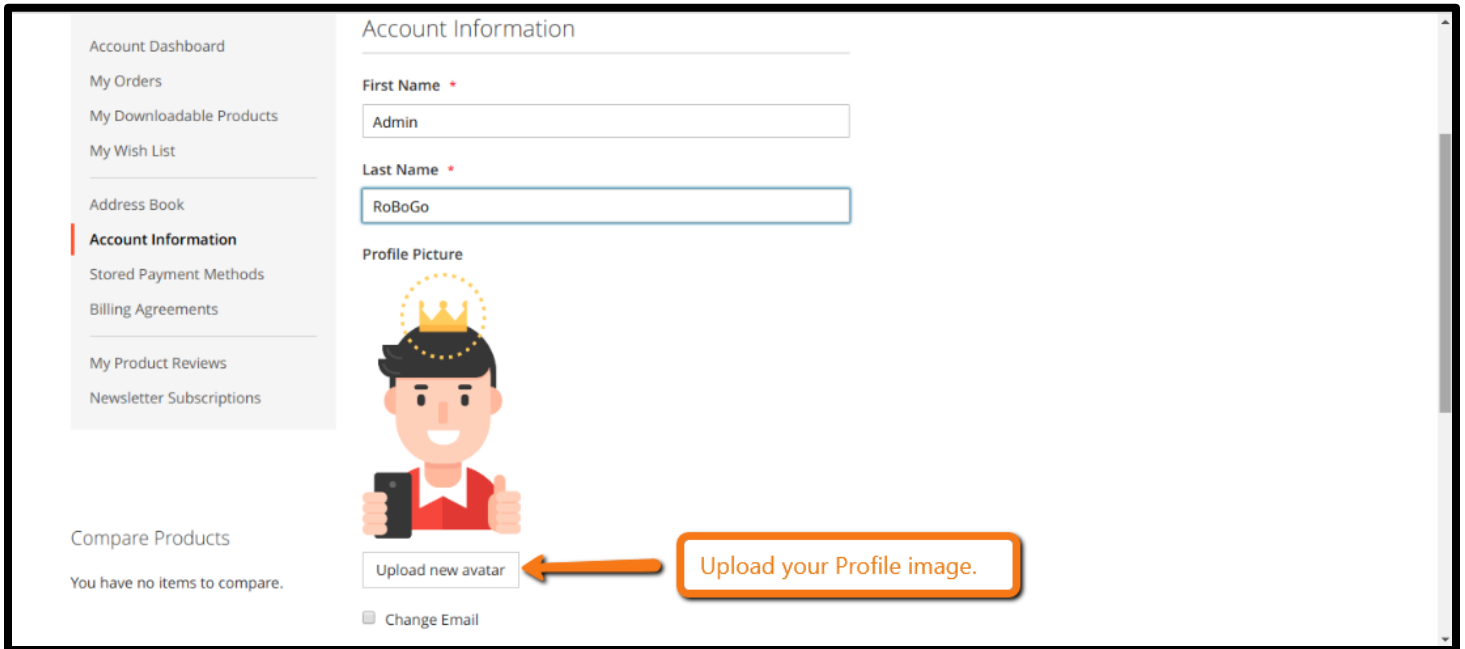 Account Dashboard
My Orders
My Downloadable Products
My Wish List
Address Book
Account Information
Stored Payment Methods
Billing Agreements
My Product Reviews
Newsletter Subscriptions
Compare Products
You have no items to compare.
Account Information
First Name *
Admin
Last Name *
RoBoGo
Profile Picture
Upload new avatar
Upload your Profile image.
Change Email